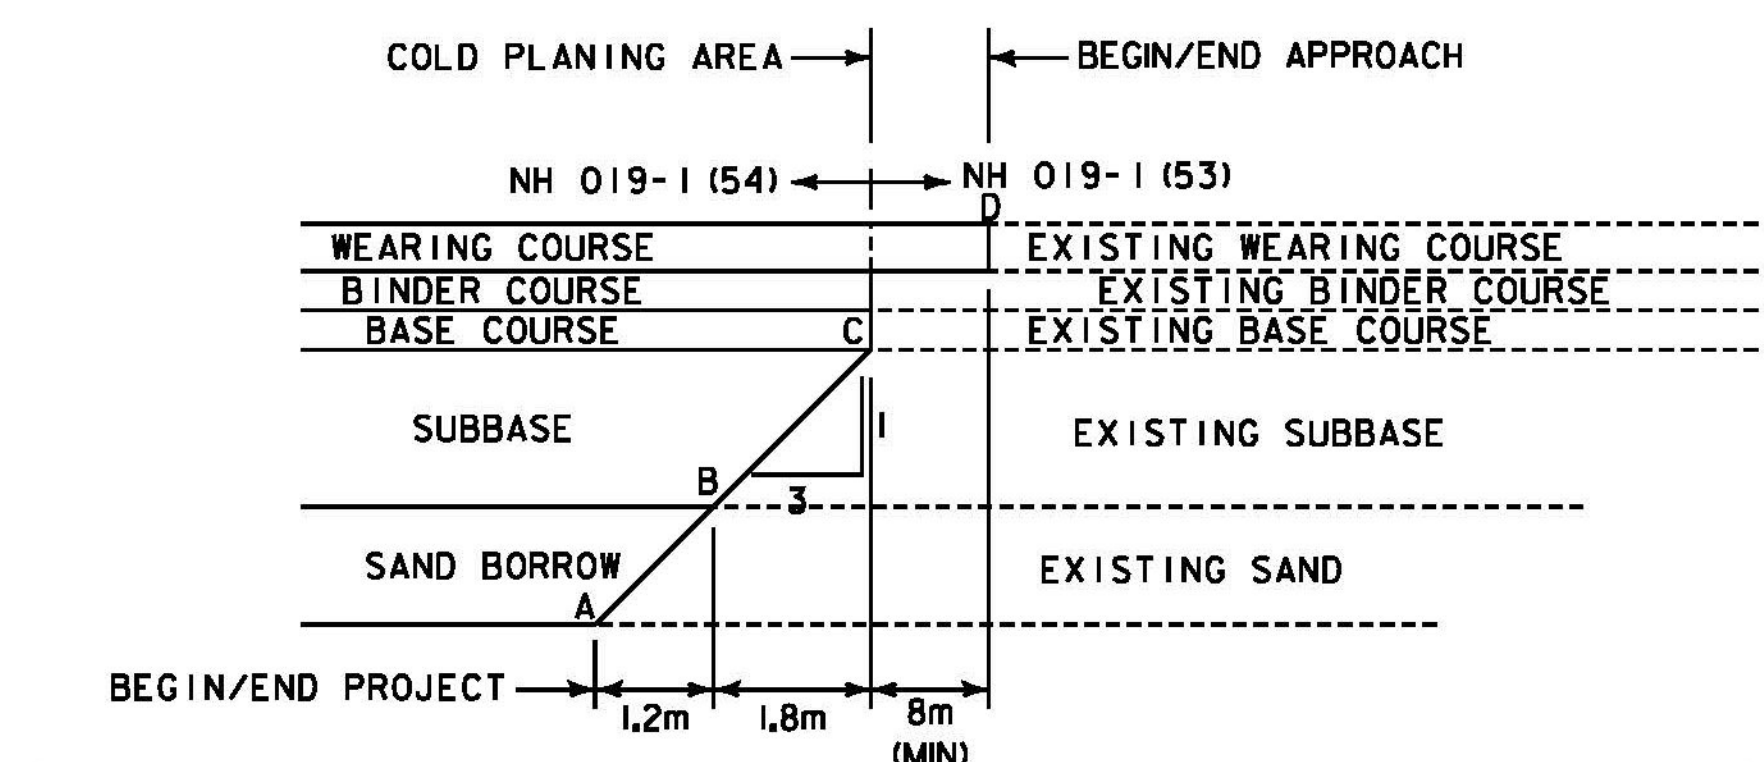 COLD PLANING AREA
BEGIN/END APPROACH
NH 019-1 (54)
NH 019-1 (53)
D
WEARING COURSE
EXISTING WEARING COURSE
BINDER COURSE
EXISTING BINDER COURSE
BASE COURSE
C
EXISTING BASE COURSE
SUBBASE
1
EXISTING SUBBASE
B
3
SAND BORROW
EXISTING SAND
A
BEGIN/END PROJECT
1.2m
1.8m
8m
(MIN)